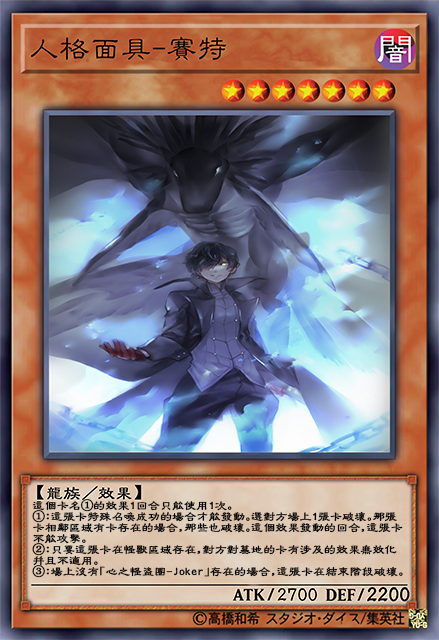 人格面具-賽特
闇
【龍族／效果】
這個卡名①的效果1回合只能使用1次。
①：這張卡特殊召喚成功的場合才能發動。選對方場上1張卡破壞。那張
卡相鄰區域有卡存在的場合，那些也破壞。這個效果發動的回合，這張卡
不能攻擊。
②：只要這張卡在怪獸區域存在，對方對墓地的卡有涉及的效果無效化
并且不適用。
③：場上沒有「心之怪盜團-Joker」存在的場合，這張卡在結束階段破壞。
ATK/2700 DEF/2200
©高橋和希 スタジオ・ダイス/集英社